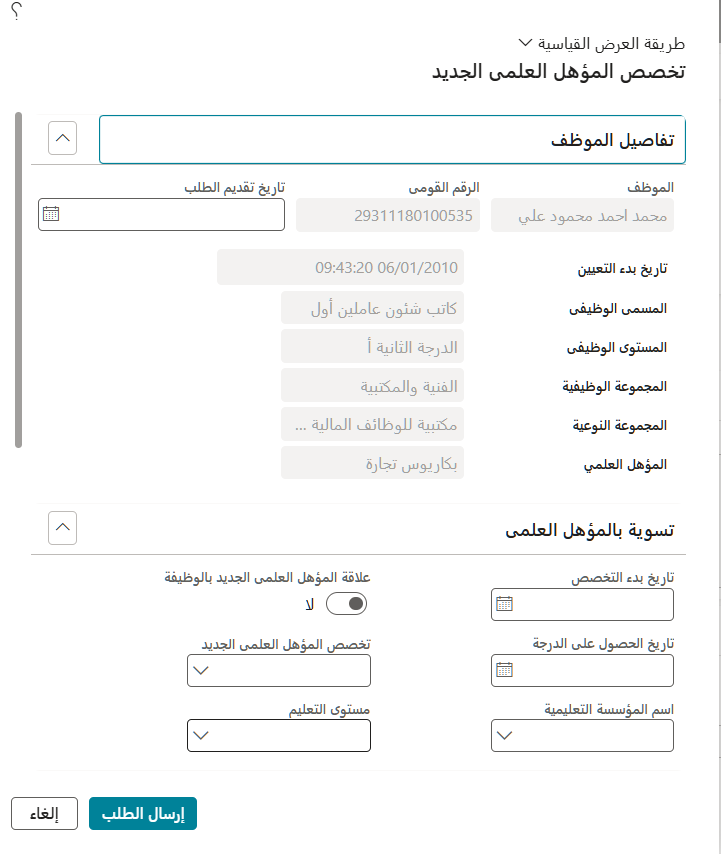 ؟
طريقة العرض القياسية
تخصص المؤهل العلمى الجديد
تفاصيل الموظف
الموظف
محمد احمد محمود علي
الرقم القومى
29311180100535
تاريخ تقديم الطلب
تاريخ بدء التعيين
09:43:20 06/01/2010
المسمى الوظيفى
كاتب شئون عاملين أول
المستوى الوظيفى
الدرجة الثانية أ
المجموعة الوظيفية
الفنية والمكتبية
المجموعة النوعية
مكتبية للوظائف المالية ...
المؤهل العلمي
بكاريوس تجارة
تسوية بالمؤهل العلمى
تاريخ بدء التخصص
علاقة المؤهل العلمى الجديد بالوظيفة
لا
تاريخ الحصول على الدرجة
تخصص المؤهل العلمى الجديد
اسم المؤسسة التعليمية
مستوى التعليم
إرسال الطلب
إلغاء